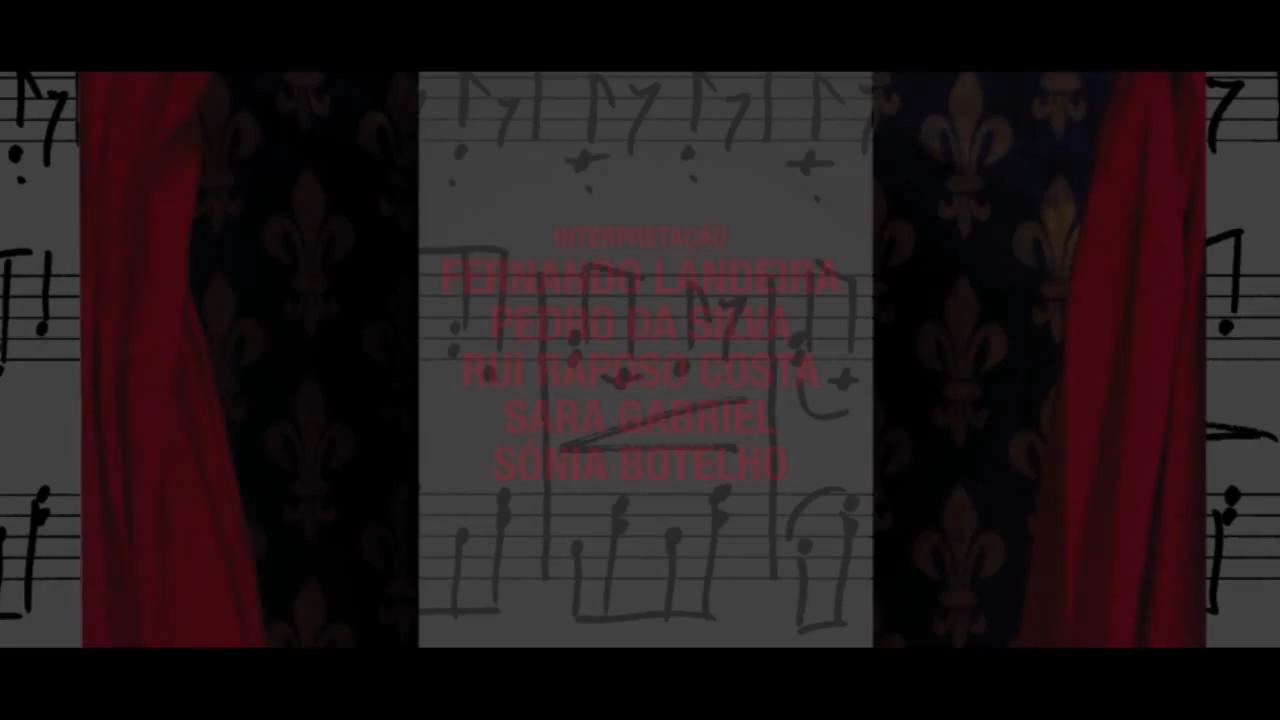 INTERPRETAÇÃO
FERNANDO LANDEIRA
PEDRO DA SILVA
RUI RAPOSO COSTA
SARA GABRIEL
SÓNIA BOTELHO